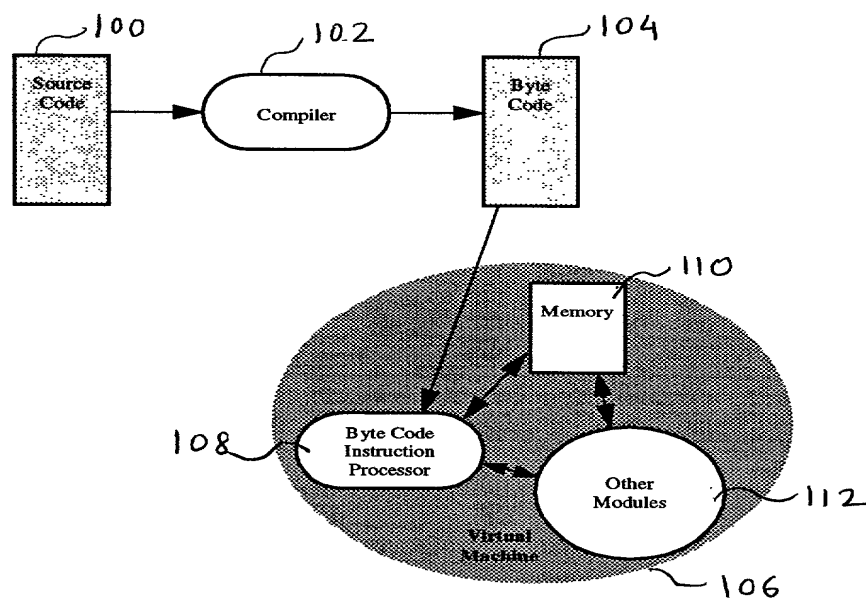 100
102
104
Source
Code
Compiler
Byte
Code
110
Memory
108
Byte Code
Instruction
Processor
Other
Modules
112
Virtual
Machine
106